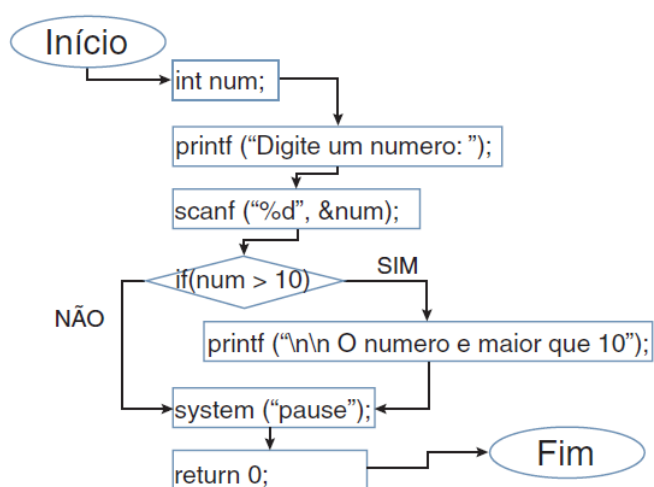 Início
int num;
printf (“Digite um numero: ”);
scanf (“%d”, &num);
if(num > 10)
SIM
NÃO
printf (“\n\n O numero e maior que 10”);
system (“pause”);
return 0;
Fim